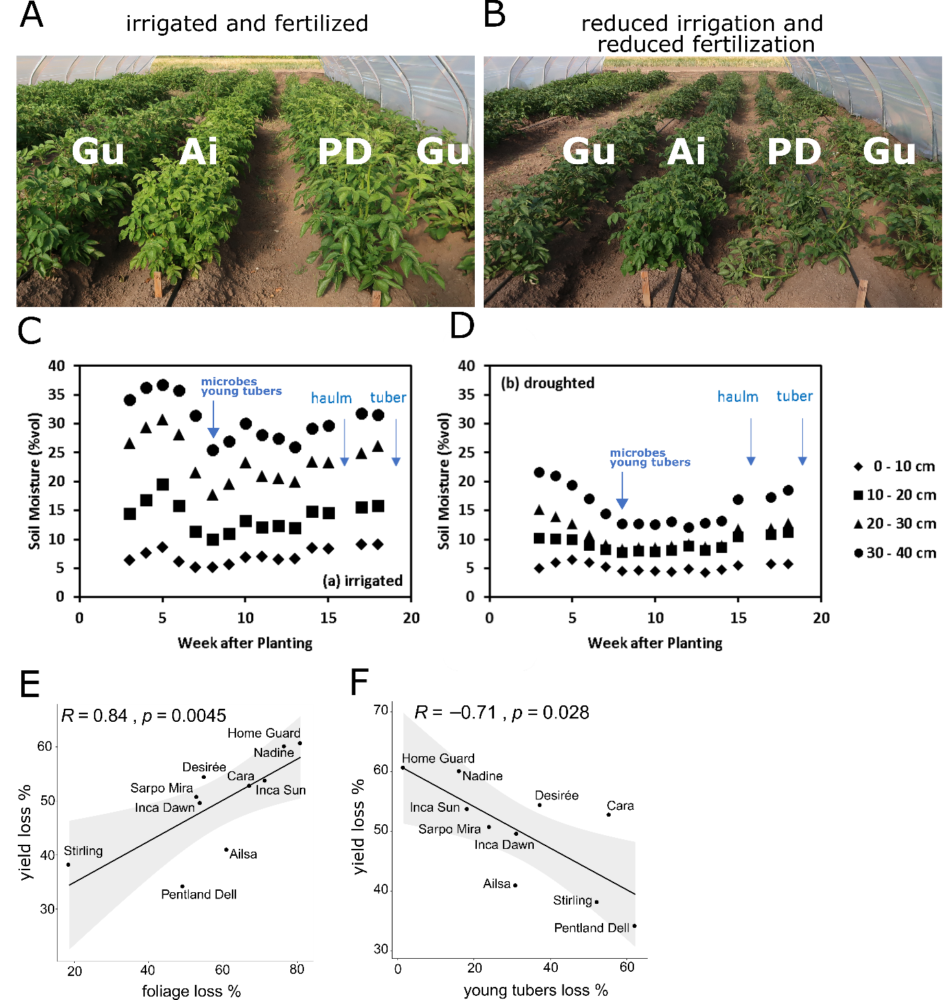 A
irrigated and fertilized
B
reduced irrigation and
reduced fertilization
Gu Ai PD Gu
Gu Ai PD Gu
C
40
35
30
25
20
15
10
5
0
Soil Moisture (%vol)
microbes
young tubers
haulm
tuber
(a) irrigated
0 5 10 15 20
Week after Planting
D
40
35
30
25
20
15
10
5
0
Soil Moisture (%vol)
(b) droughted
microbes
young tubers
haulm
tuber
0 5 10 15 20
Week after Planting
0 - 10 cm
10 - 20 cm
20 - 30 cm
30 - 40 cm
E
R = 0.84 , p = 0.0045
Home Guard
Nadine
Desirée
Cara
Sarpo Mira
Inca Sun
Inca Dawn
Stirling
Ailsa
Pentland Dell
60
50
40
30
yield loss %
20 40 60 80
foliage loss %
F
R = −0.71 , p = 0.028
Home Guard
Nadine
Desirée
Cara
Inca Sun
Sarpo Mira
Inca Dawn
Ailsa
Stirling
Pentland Dell
70
60
50
40
30
yield loss %
0 20 40 60
young tubers loss %